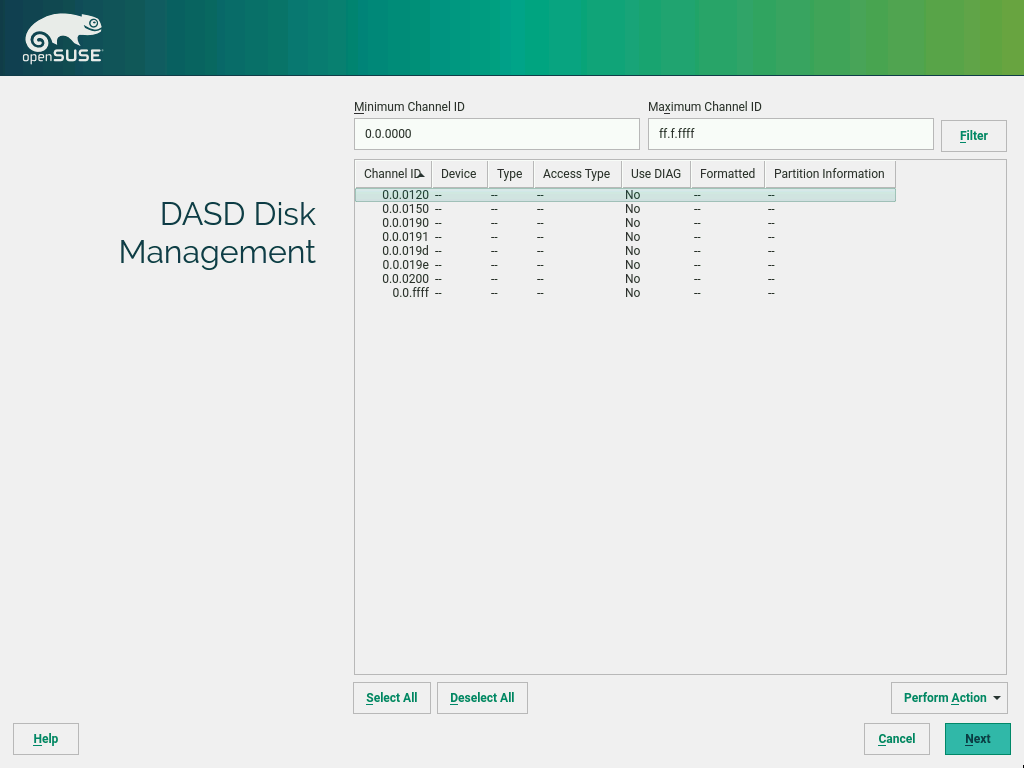 openSUSE
Minimum Channel ID
Maximum Channel ID
0.0.0000
ff.f.ffff
Filter
DASD Disk
Management
Channel ID Device Type Access Type Use DIAG Formatted Partition Information
0.0.0120 -- -- -- No -- --
0.0.0150 -- -- -- No -- --
0.0.0190 -- -- -- No -- --
0.0.0191 -- -- -- No -- --
0.0.019d -- -- -- No -- --
0.0.019e -- -- -- No -- --
0.0.0200 -- -- -- No -- --
0.0.ffff -- -- -- No -- --
Select All
Deselect All
Perform Action
Help
Cancel
Next